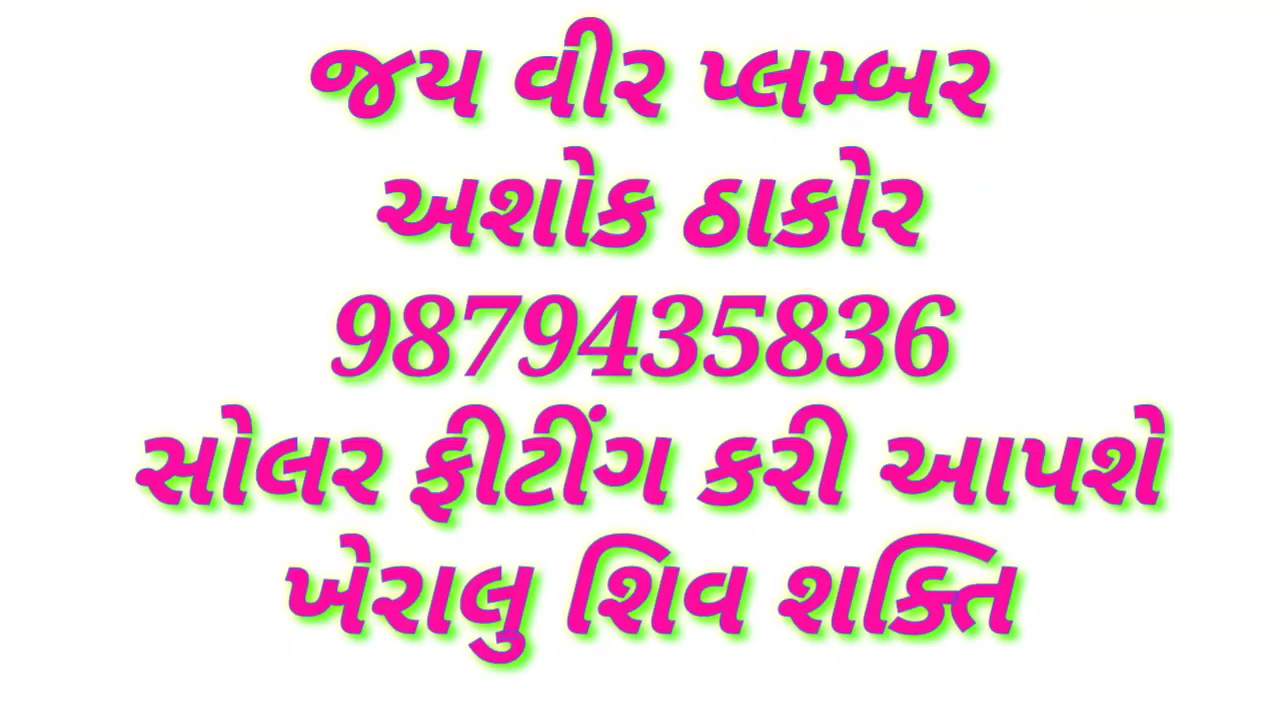 જય વીર પ્લમ્બર
અશોક ઠાકોર
9879435836
સોલર ફીટીંગ કરી આપશે
ખેરાલુ શિવ શક્તિ